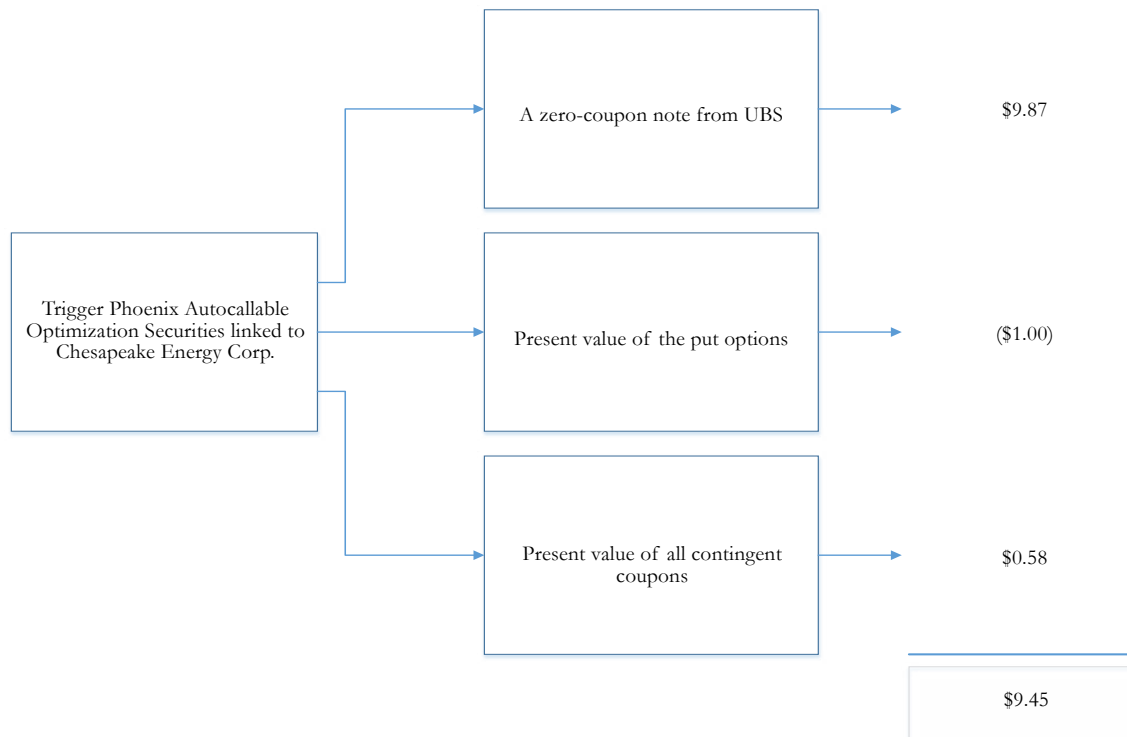 A zero-coupon note from UBS
$9.87
Trigger Phoenix Autocallable
Optimization Securities linked to
Chesapeake Energy Corp.
Present value of the put options
($1.00)
Present value of all contingent
coupons
$0.58
$9.45